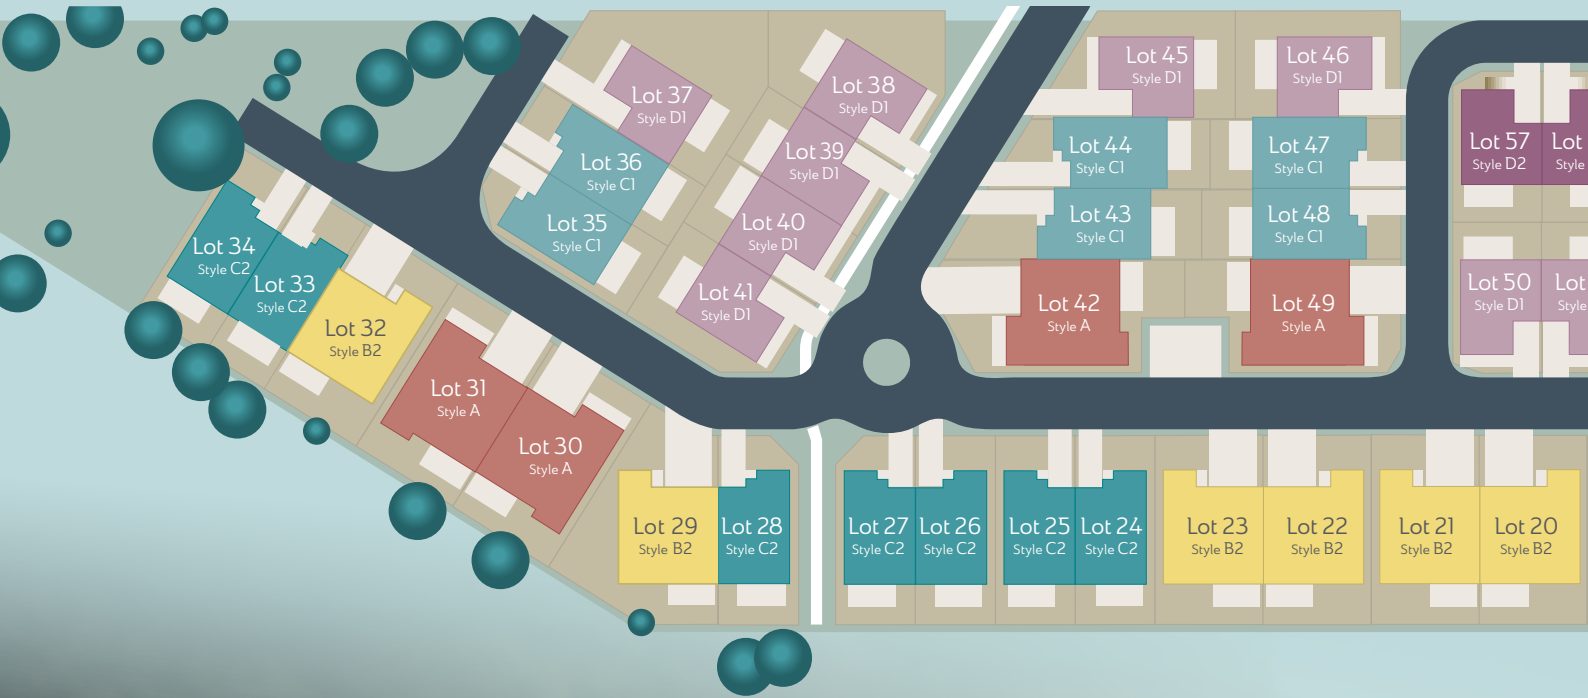 Lot 45
Style D1
Lot 46
Style D1
Lot 37
Style D1
Lot 38
Style D1
Lot 44
Style C1
Lot 47
Style C1
Lot 57
Style D2
Lot
Style
Lot 36
Style C1
Lot 39
Style D1
Lot 35
Style C1
Lot 40
Style D1
Lot 43
Style C1
Lot 48
Style C1
Lot 34
Style C2
Lot 33
Style C2
Lot 41
Style D1
Lot 42
Style A
Lot 49
Style A
Lot 50
Style D1
Lot
Style
Lot 32
Style B2
Lot 31
Style A
Lot 30
Style A
Lot 29
Style B2
Lot 28
Style C2
Lot 27
Style C2
Lot 26
Style C2
Lot 25
Style C2
Lot 24
Style C2
Lot 23
Style B2
Lot 22
Style B2
Lot 21
Style B2
Lot 20
Style B2